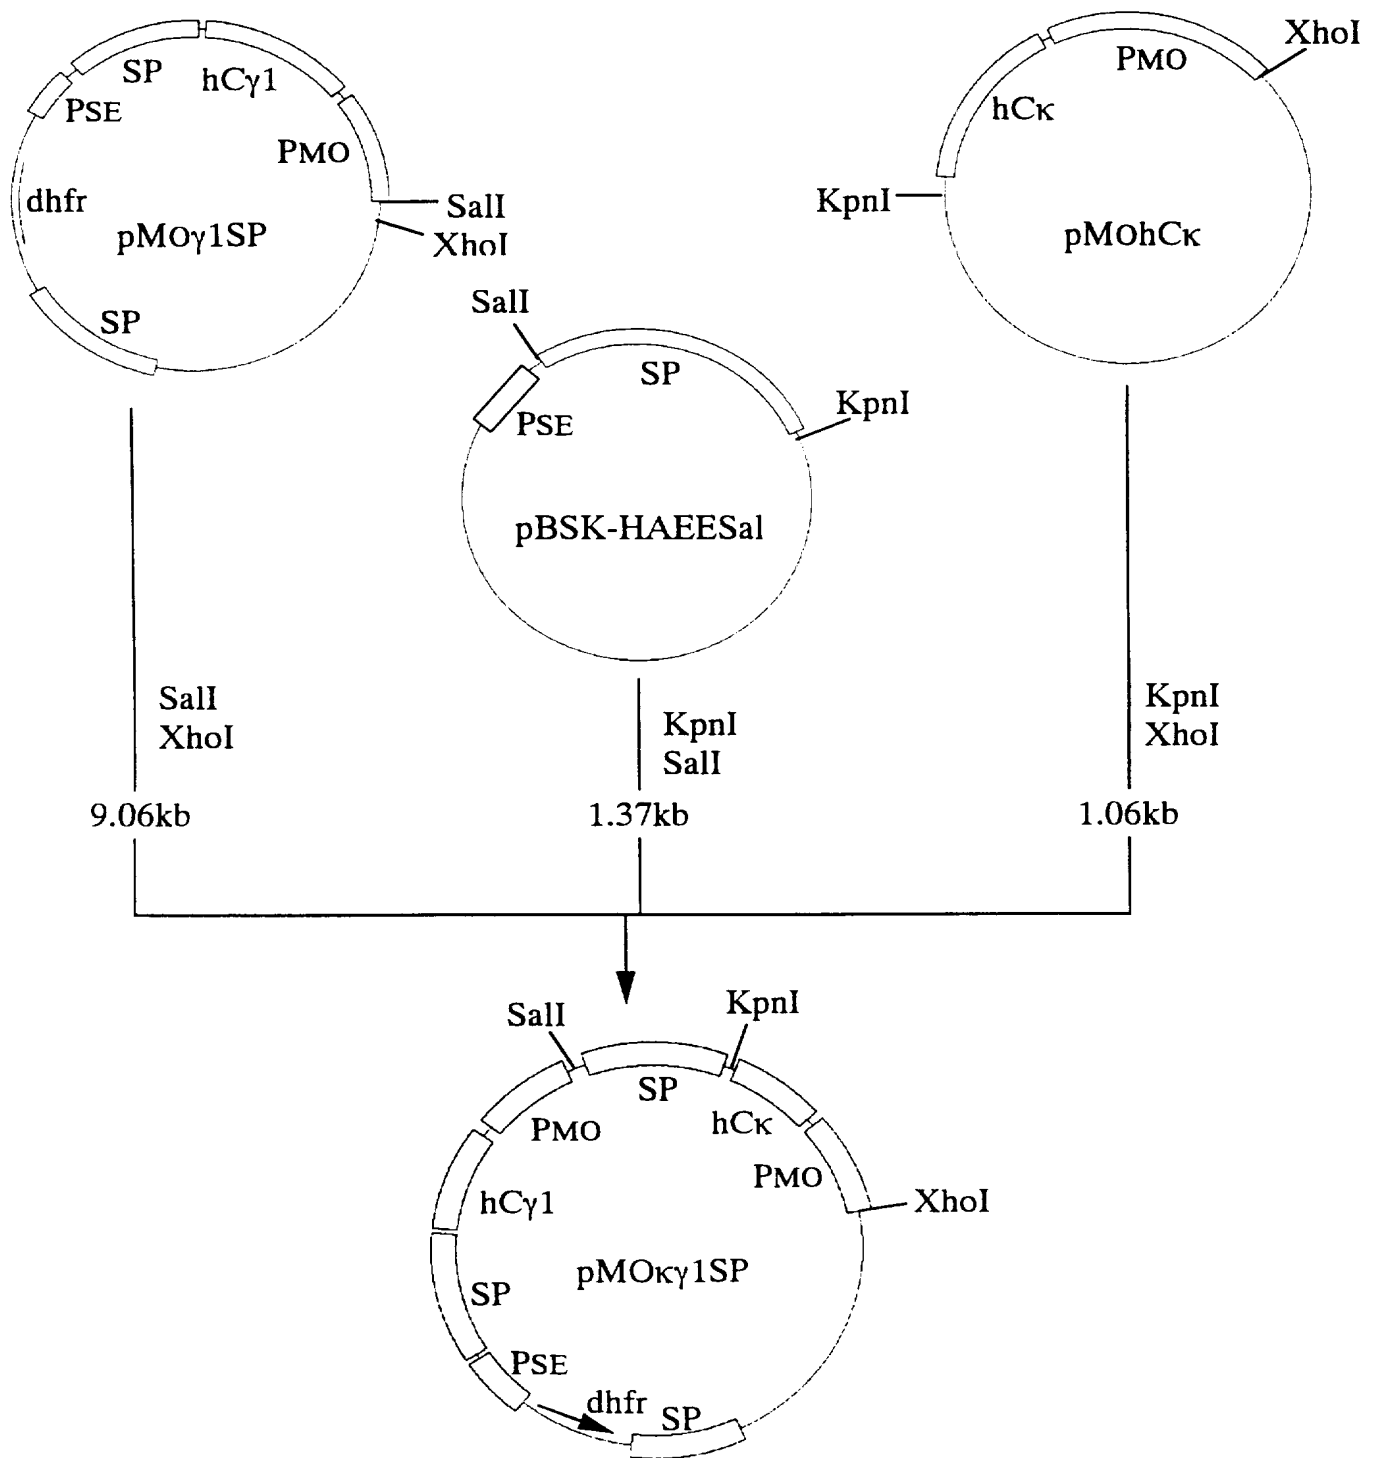 SP
hCγ1
PSE
PMO
dhfr
pMOγ1SP
SalI
XhoI
SP
XhoI
PMO
hCκ
KpnI
pMOhCκ
SalI
SP
KpnI
PSE
pBSK-HAEESal
SalI
XhoI
KpnI
SalI
KpnI
XhoI
9.06kb
1.37kb
1.06kb
SalI
KpnI
SP
PMO
hCκ
PMO
hCγ1
XhoI
pMOκγ1SP
SP
PSE
dhfr
SP